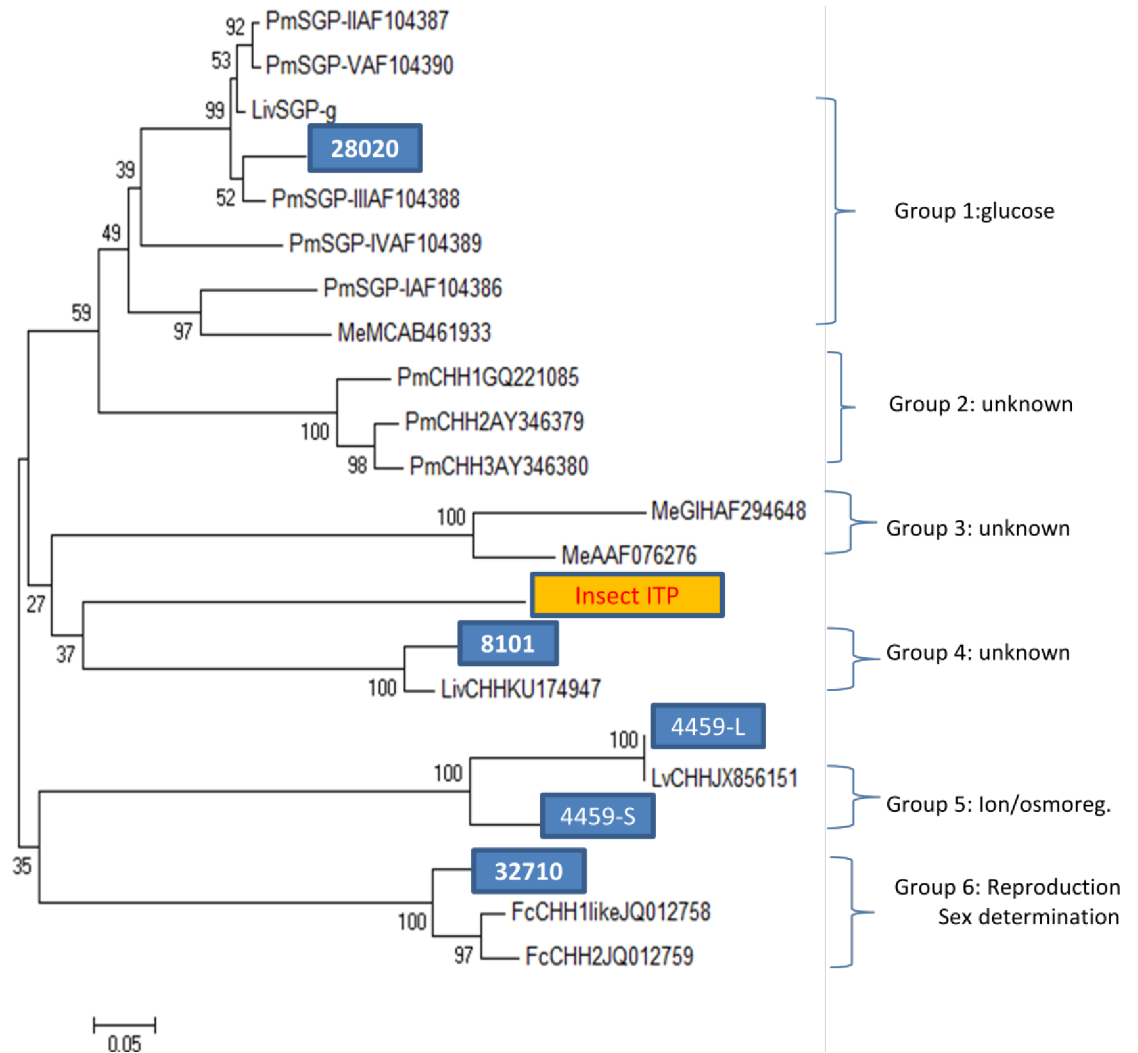 PmSGP-IIAF104387
92
PmSGP-VAF104390
53
LivSGP-g
99
28020
39
52
PmSGP-IIIAF104388
Group 1:glucose
49
PmSGP-IVAF104389
PmSGP-IAF104386
59
97
MeMCAB461933
PmCHH1GQ221085
Group 2: unknown
PmCHH2AY346379
100
98
PmCHH3AY346380
MeGIHAF294648
100
Group 3: unknown
MeAAF076276
Insect ITP
27
8101
37
Group 4: unknown
100
LivCHHKU174947
4459-L
100
100
LvCHHJX856151
Group 5: Ion/osmoreg.
4459-S
35
32710
Group 6: Reproduction
Sex determination
100
FcCHH1likeJQ012758
97
FcCHH2JQ012759
0.05